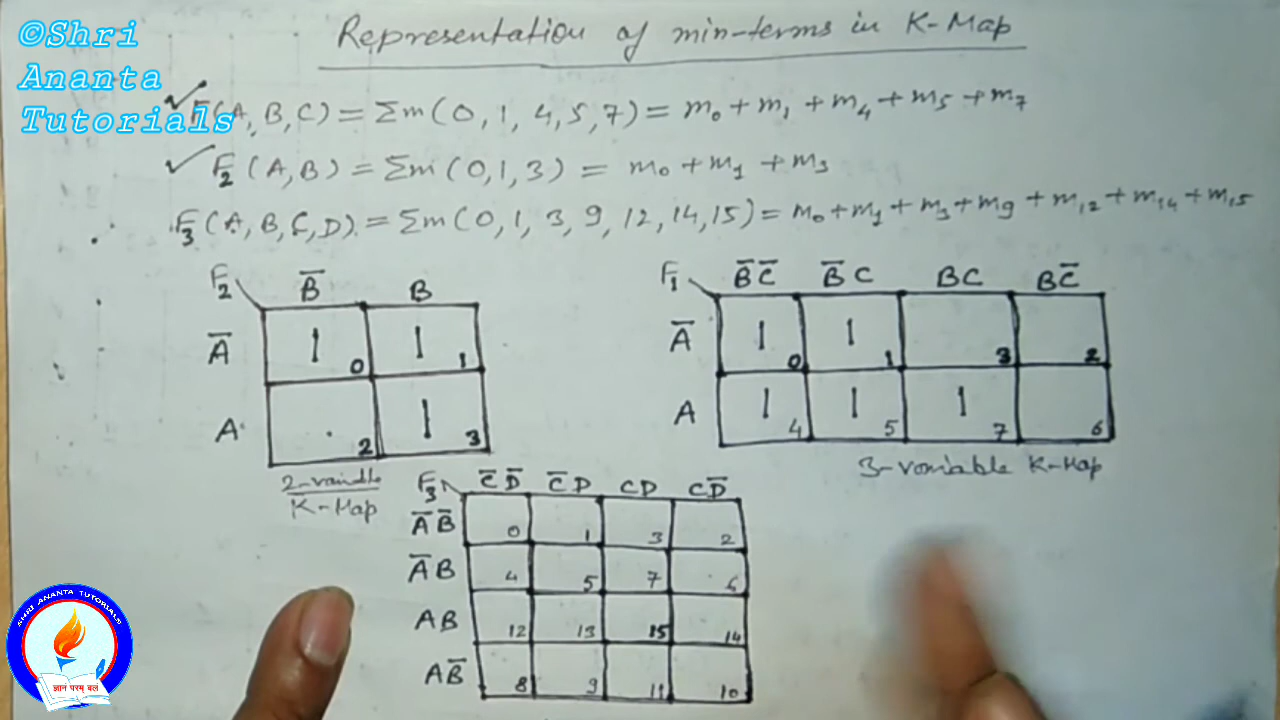 ©Shri
Ananta
Tutorials
Representation of min-terms in K-Map
F(A, B, C) = Σm(0, 1, 4, 5, 7) = m₀ + m₁ + m₄ + m₅ + m₇
F₂ (A, B) = Σm (0, 1, 3) = m₀ + m₁ + m₃
F₃ (A, B, C, D) = Σm(0, 1, 3, 9, 12, 14, 15) = m₀ + m₁ + m₃ + m9 + m₁₂ + m₁₄ + m₁₅
F₂ B̅ B
A̅ 1 0 1 1
A 2 1 3
2-variable
K-Map
F₁ B̅C̅ B̅C BC BC̅
A̅ 1 0 1 1 3 2
A 1 4 1 5 1 7 6
3-variable K-Map
F₃ C̅D̅ C̅D CD CD̅
A̅B̅ 0 1 3 2
A̅B 4 5 7 6
AB 12 13 15 14
AB̅ 8 9 11 10
SHRI ANANTA TUTORIALS
ज्ञान परम् बलं